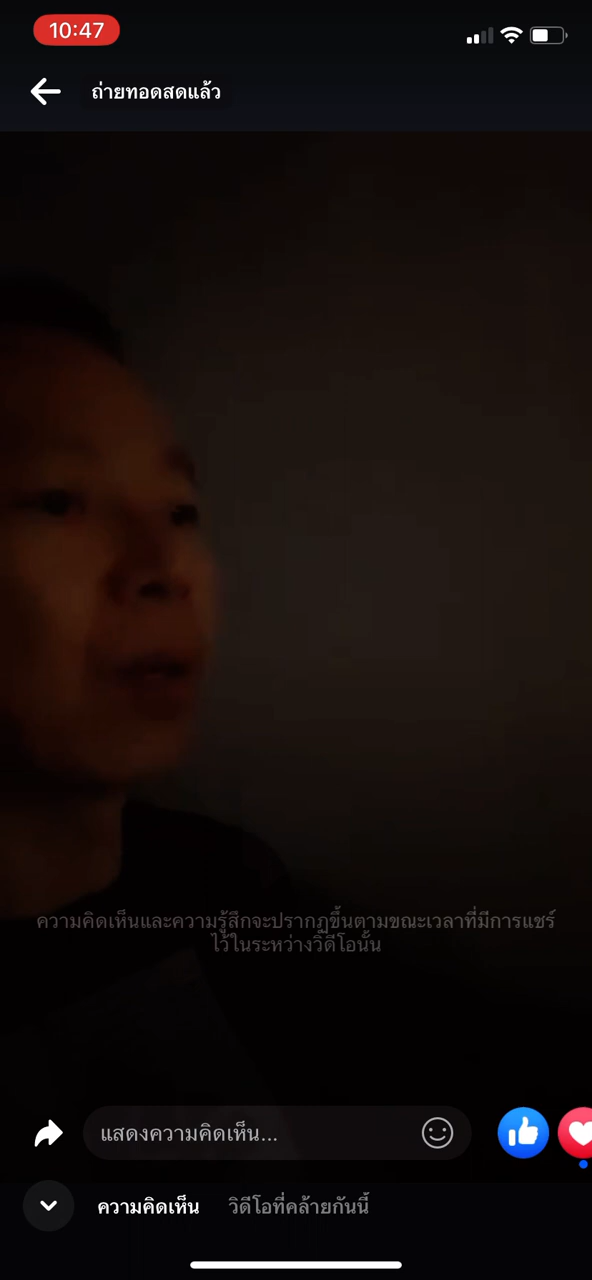 10:47
ถ่ายทอดสดแล้ว
ความคิดเห็นและความรู้สึกจะปรากฏขึ้นตามขณะเวลาที่มีการแชร์
ไว้ในระหว่างวิดีโอนั้น
แสดงความคิดเห็น...
ความคิดเห็น วิดีโอที่คล้ายกันนี้